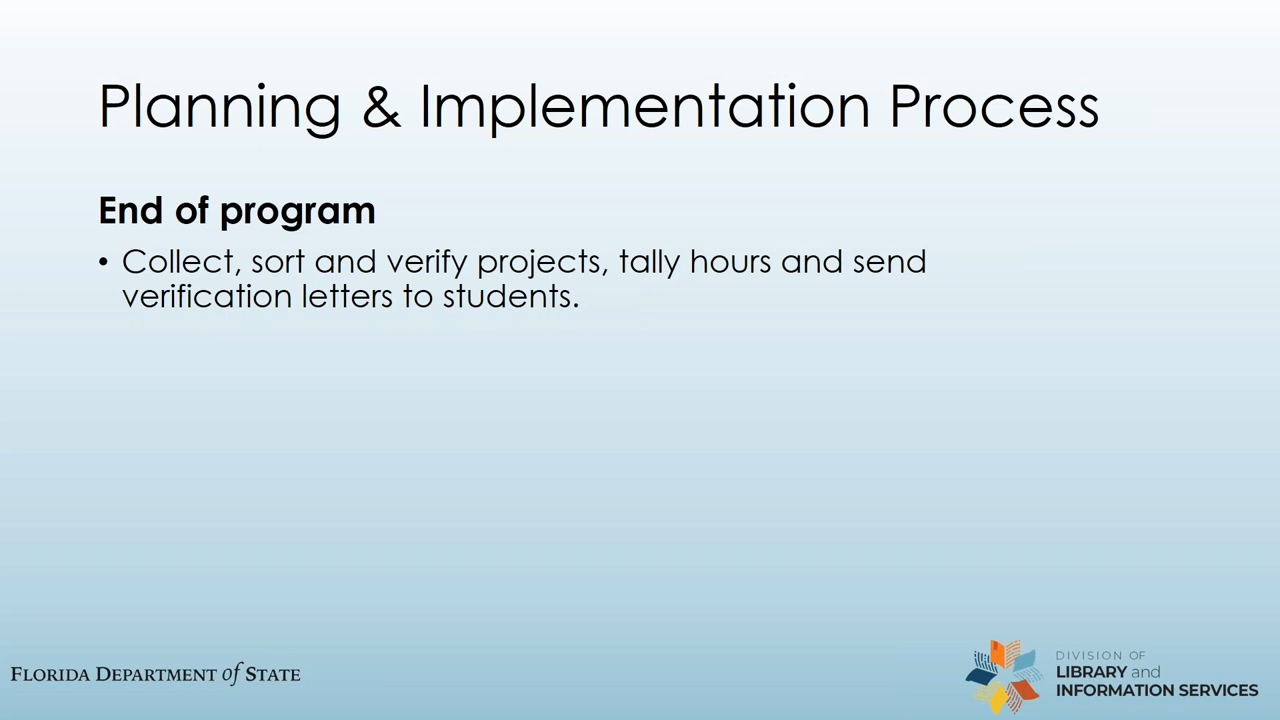 Planning & Implementation Process
End of program
• Collect, sort and verify projects, tally hours and send
verification letters to students.
FLORIDA DEPARTMENT of STATE
DIVISION OF
LIBRARY and
INFORMATION SERVICES